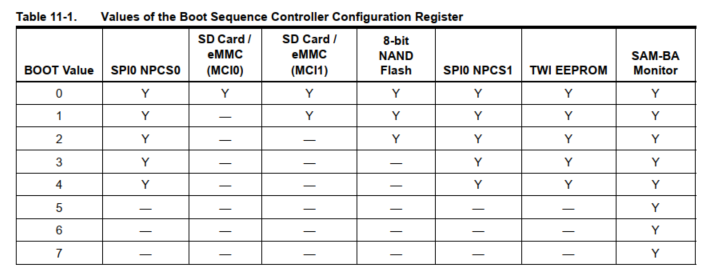 Table 11-1. Values of the Boot Sequence Controller Configuration Register
BOOT Value SPI0 NPCS0 SD Card / eMMC (MCI0) SD Card / eMMC (MCI1) 8-bit NAND Flash SPI0 NPCS1 TWI EEPROM SAM-BA Monitor
0 Y Y Y Y Y Y Y
1 Y — Y Y Y Y Y
2 Y — — Y Y Y Y
3 Y — — — Y Y Y
4 Y — — — Y Y Y
5 — — — — — — Y
6 — — — — — — Y
7 — — — — — — Y